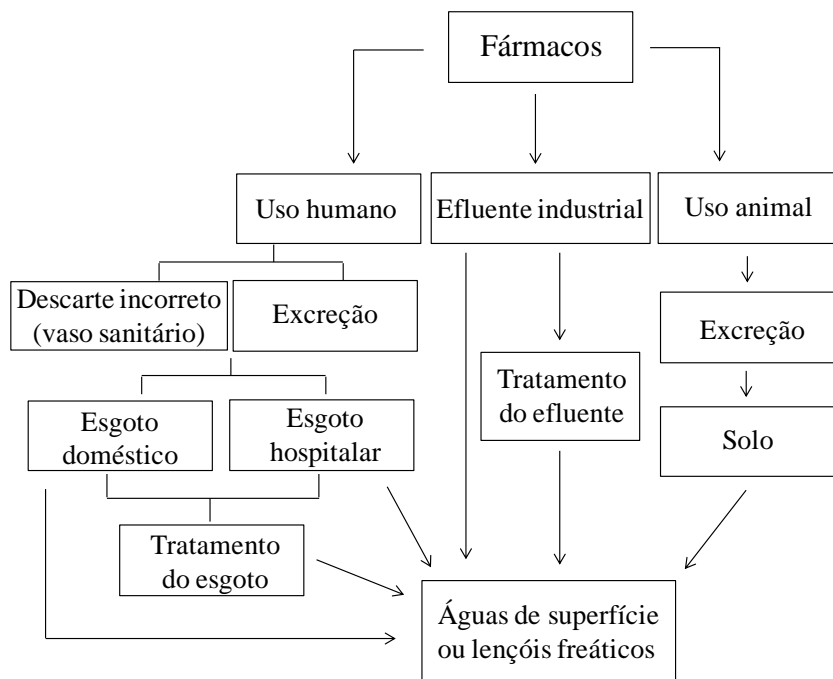 Fármacos
Uso humano
Efluente industrial
Uso animal
Descarte incorreto
(vaso sanitário)
Excreção
Excreção
Tratamento
do efluente
Esgoto
doméstico
Esgoto
hospitalar
Solo
Tratamento
do esgoto
Águas de superfície
ou lençóis freáticos